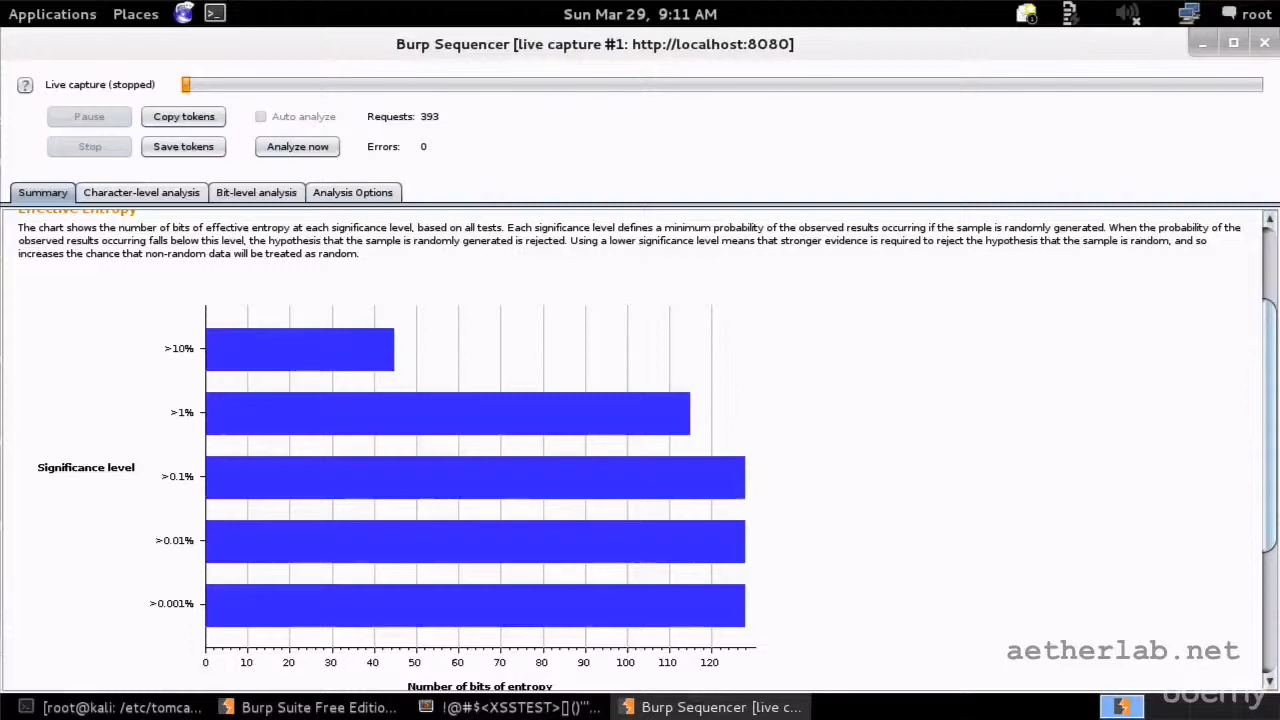 Applications Places Sun Mar 29, 9:11 AM root
Burp Sequencer [live capture #1: http://localhost:8080]
? Live capture (stopped)
Pause Copy tokens Auto analyze Requests: 393
Stop Save tokens Analyze now Errors: 0
Summary Character-level analysis Bit-level analysis Analysis Options
Effective Entropy
The chart shows the number of bits of effective entropy at each significance level, based on all tests. Each significance level defines a minimum probability of the observed results occurring if the sample is randomly generated. When the probability of the
observed results occurring falls below this level, the hypothesis that the sample is randomly generated is rejected. Using a lower significance level means that stronger evidence is required to reject the hypothesis that the sample is random, and so
increases the chance that non-random data will be treated as random.
>10%
>1%
Significance level
>0.1%
>0.01%
>0.001%
0 10 20 30 40 50 60 70 80 90 100 110 120
Number of bits of entropy
aetherlab.net
udemy
[root@kali: /etc/tomca... Burp Suite Free Editio... !@#$<XSSTEST>[]()'"'... Burp Sequencer [live c...